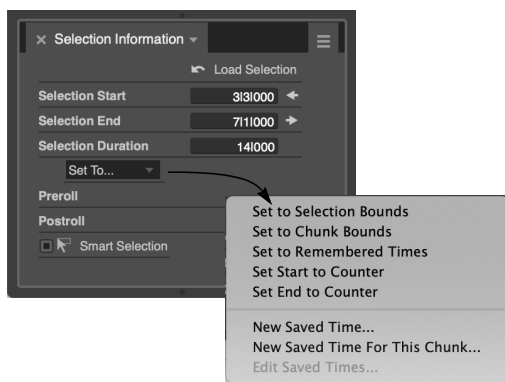 Selection Information
Load Selection
Selection Start 3|3|000
Selection End 7|1|000
Selection Duration 14|000
Set To...
Preroll
Postroll
Smart Selection
Set to Selection Bounds
Set to Chunk Bounds
Set to Remembered Times
Set Start to Counter
Set End to Counter
New Saved Time...
New Saved Time For This Chunk...
Edit Saved Times...